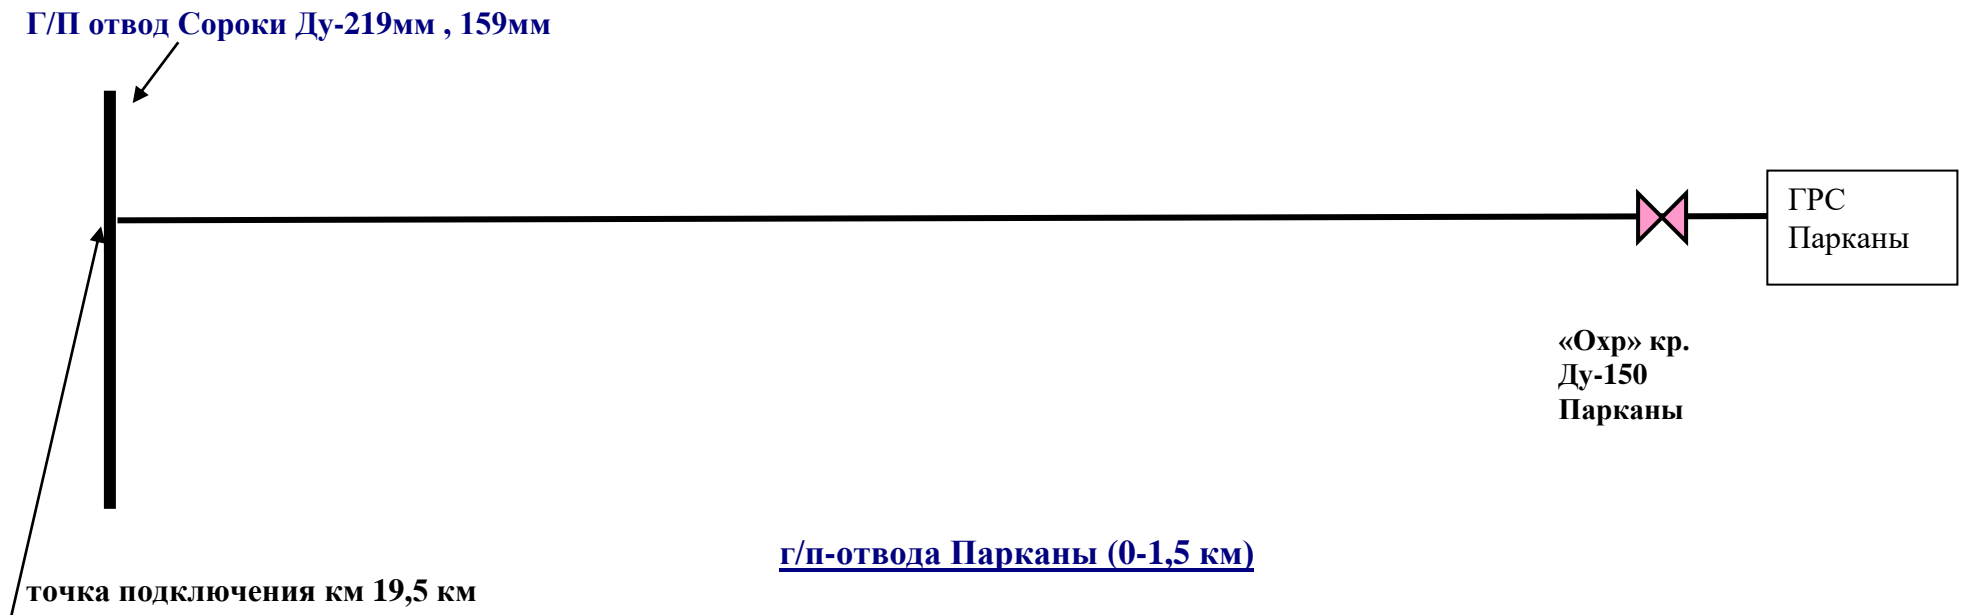 Г/П отвод Сороки Ду-219мм , 159мм
ГРС
Парканы
«Охр» кр.
Ду-150
Парканы
г/п-отвода Парканы (0-1,5 км)
точка подключения км 19,5 км